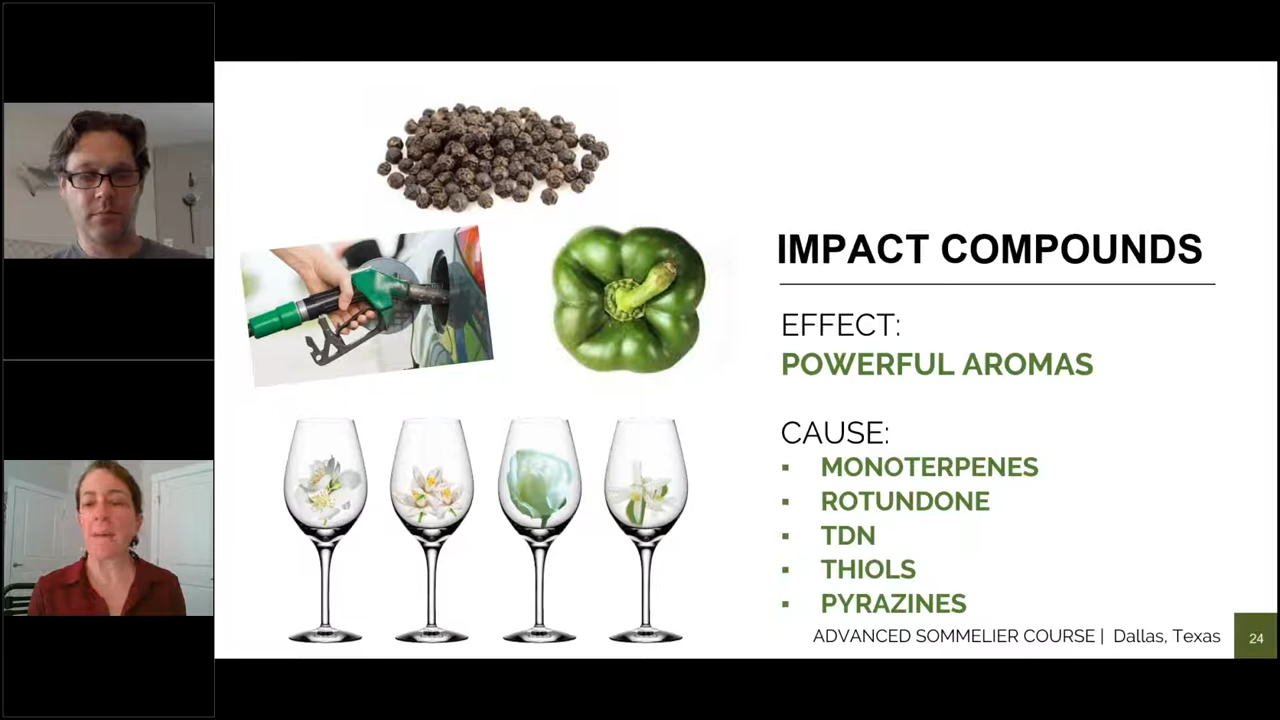 IMPACT COMPOUNDS
EFFECT:
POWERFUL AROMAS
CAUSE:
▪ MONOTERPENES
▪ ROTUNDONE
▪ TDN
▪ THIOLS
▪ PYRAZINES
ADVANCED SOMMELIER COURSE | Dallas, Texas
24